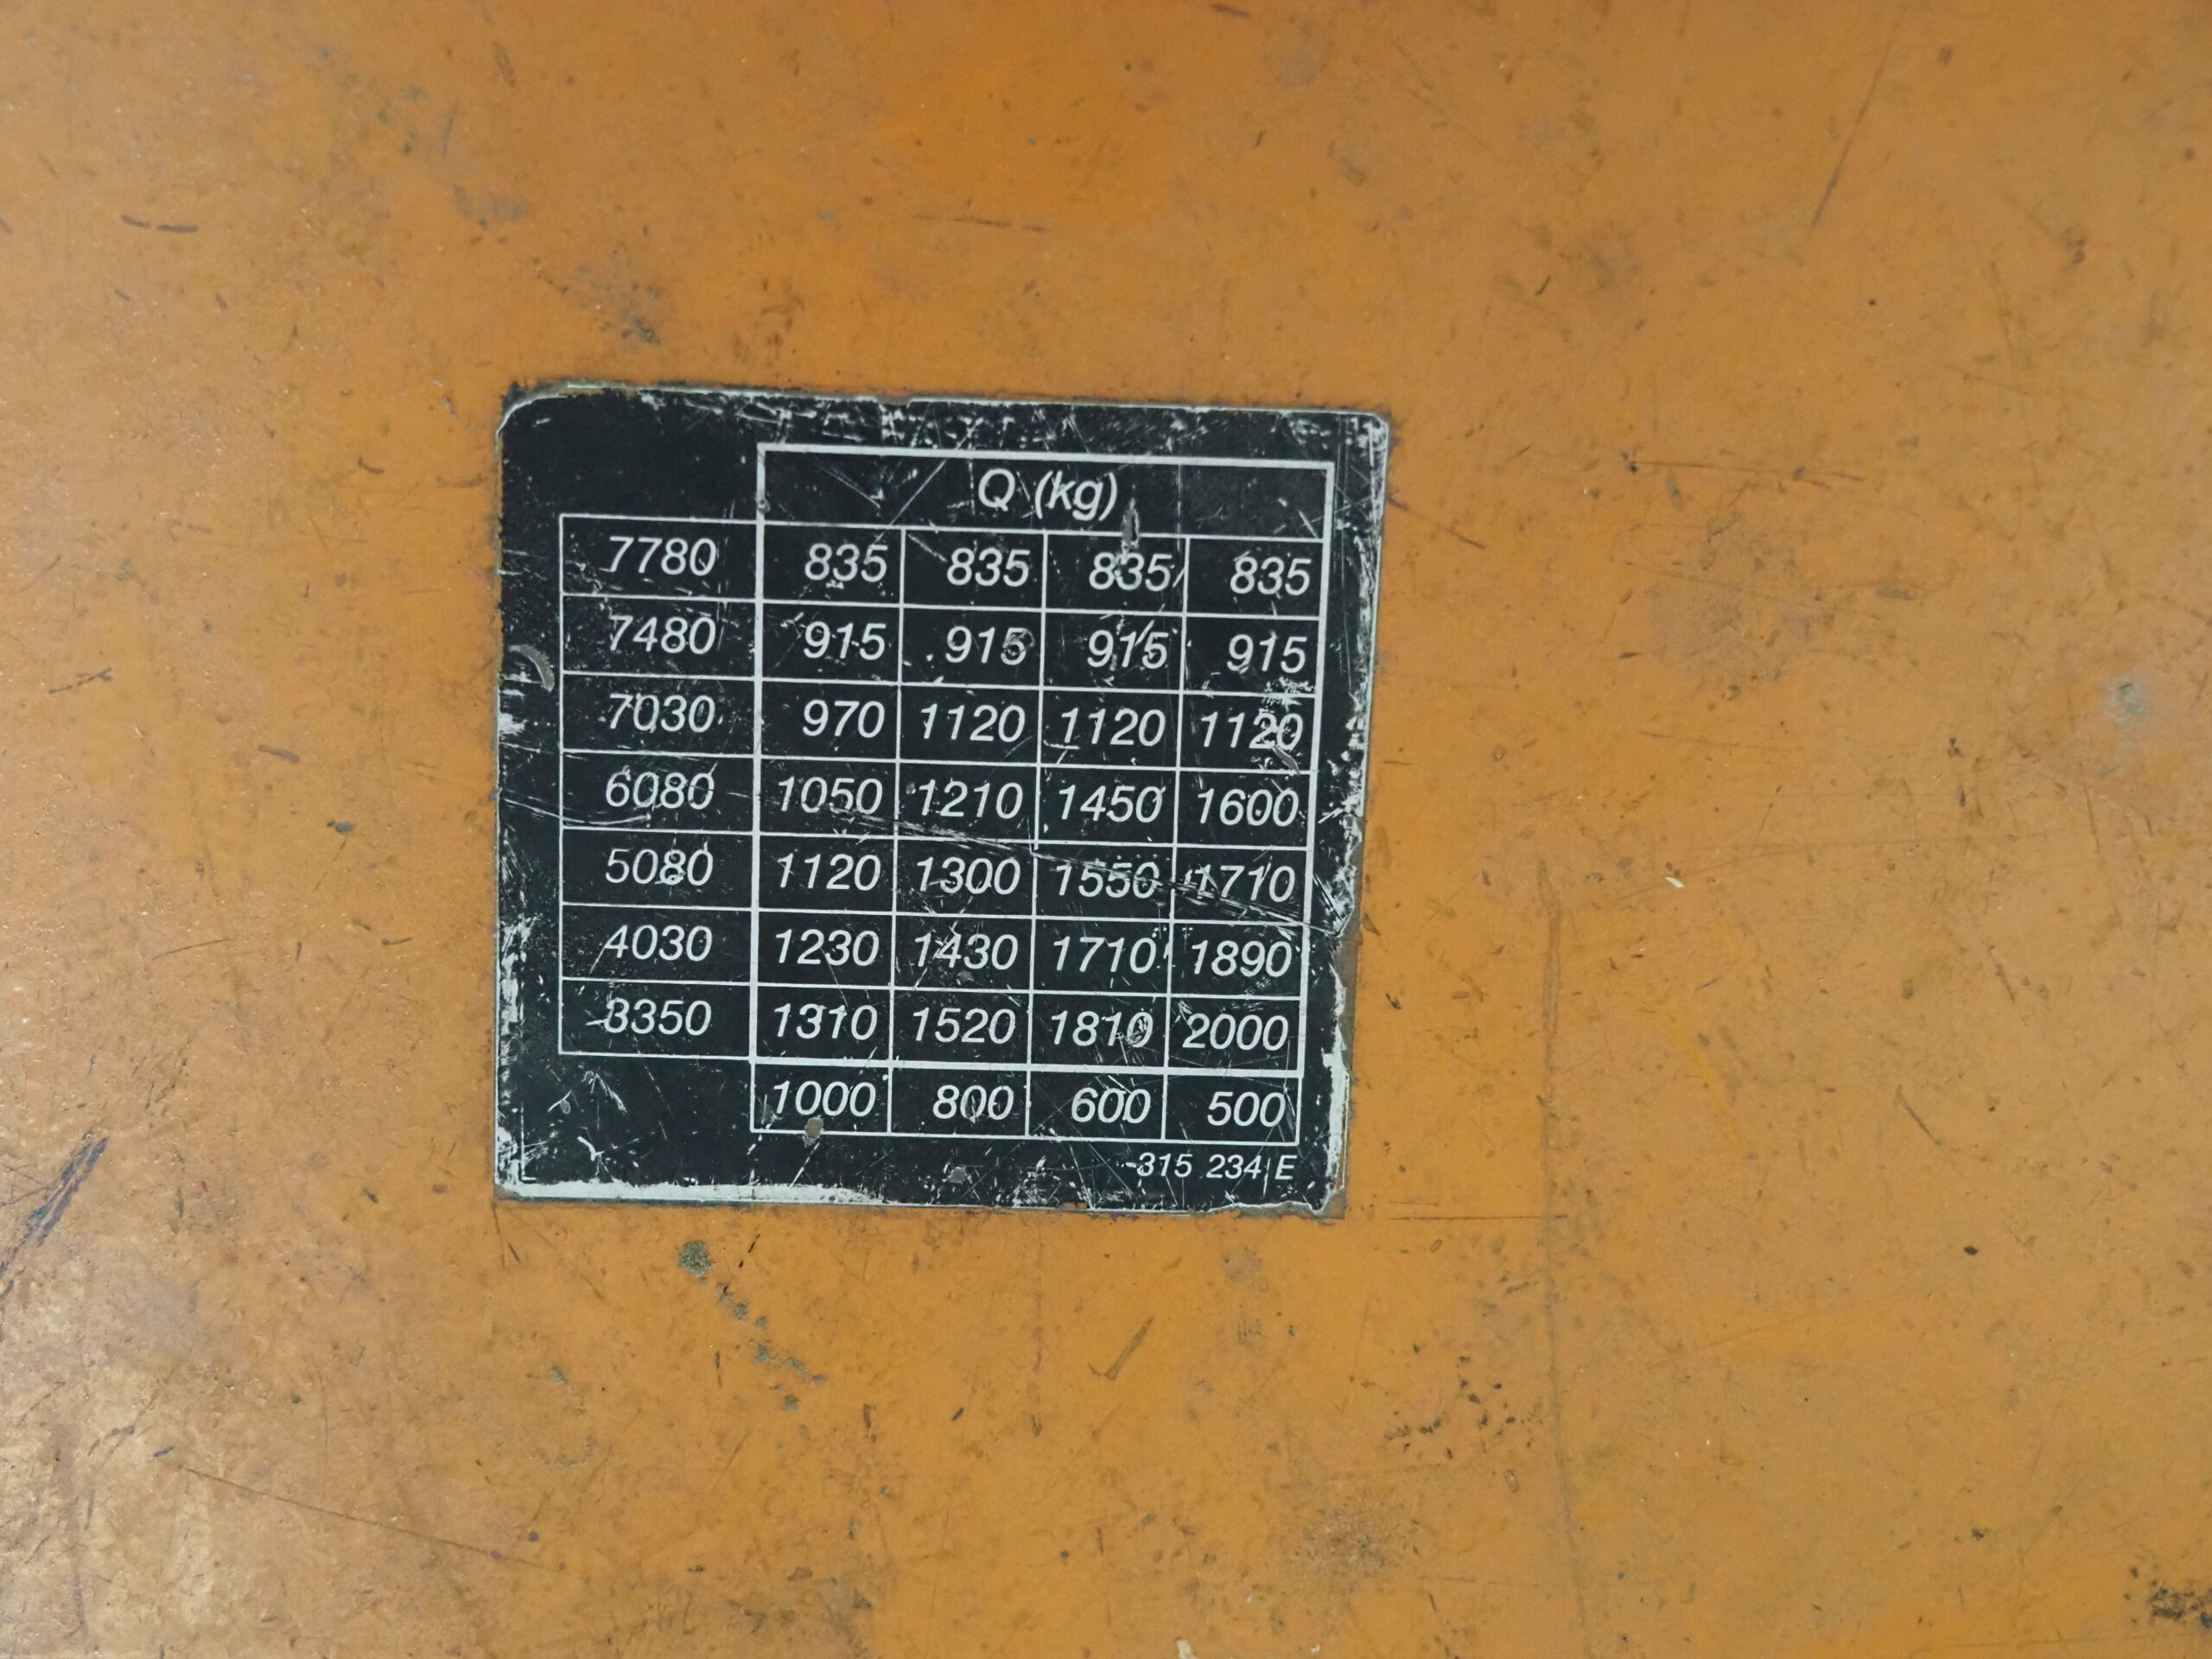 Q (kg)
7780 835 835 835 835
7480 915 915 915 915
7030 970 1120 1120 1120
6080 1050 1210 1450 1600
5080 1120 1300 1550 1710
4030 1230 1430 1710 1890
3350 1310 1520 1810 2000
1000 800 600 500
315 234 E